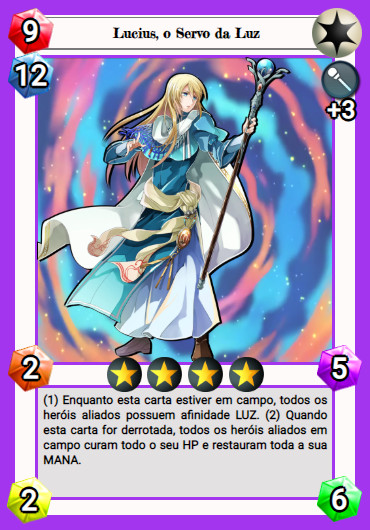 9
Lucius, o Servo da Luz
12
+3
2
5
(1) Enquanto esta carta estiver em campo, todos os
heróis aliados possuem afinidade LUZ. (2) Quando
esta carta for derrotada, todos os heróis aliados em
campo curam todo o seu HP e restauram toda a sua
MANA.
2
6